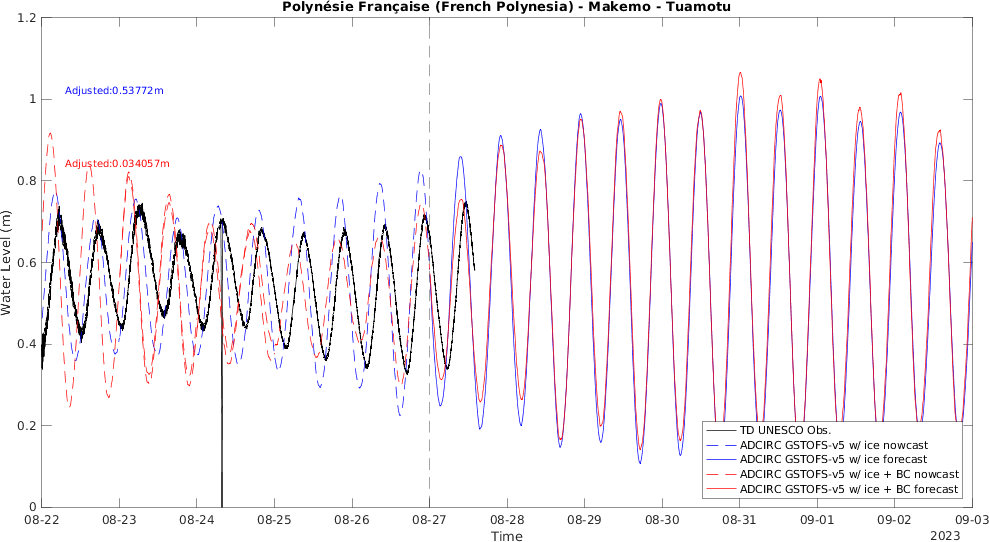 Polynésie Française (French Polynesia) - Makemo - Tuamotu
1.2
1
0.8
0.6
0.4
0.2
0
Water Level (m)
Adjusted:0.53772m
Adjusted:0.034057m
TD UNESCO Obs.
ADCIRC GSTOFS-v5 w/ ice nowcast
ADCIRC GSTOFS-v5 w/ ice forecast
ADCIRC GSTOFS-v5 w/ ice + BC nowcast
ADCIRC GSTOFS-v5 w/ ice + BC forecast
08-22 08-23 08-24 08-25 08-26 08-27 08-28 08-29 08-30 08-31 09-01 09-02 09-03
Time
2023